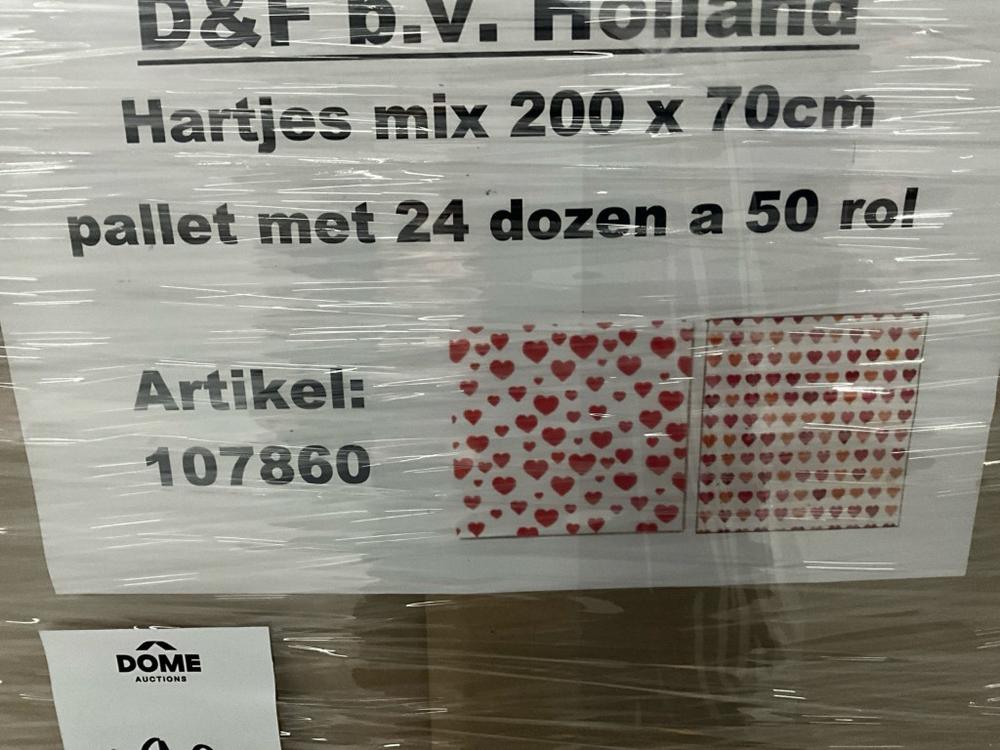 D&F b.v. Holland
Hartjes mix 200 x 70cm
pallet met 24 dozen a 50 rol
Artikel:
107860
DOME
AUCTIONS